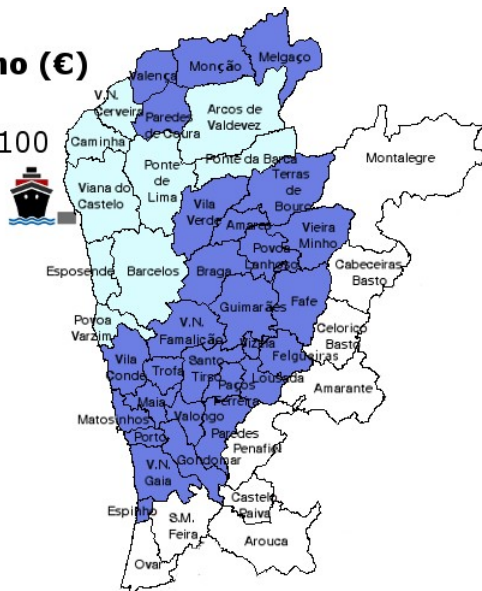 no (€)
100
Melgaço
Monção
Valença
V.N.
Cerveira
Paredes
de Coura
Arcos de
Valdevez
Caminha
Ponte da Barca
Ponte
de
Lima
Viana do
Castelo
Montalegre
Terras
de
Bouro
Vila
Verde
Amares
Vieira
Minho
Povoa
Lanhoso
Esposende
Barcelos
Braga
Cabeceiras
Basto
Guimarães
Fafe
Povoa
Varzim
V.N.
Famalicão
Celorico
Basto
Vizela
Felgueiras
Vila
Conde
Trofa
Santo
Tirso
Lousada
Paços
Ferreira
Amarante
Maia
Matosinhos
Valongo
Porto
Paredes
Penafiel
Gondomar
V.N.
Gaia
Castelo
Paiva
Espinho
S.M.
Feira
Arouca
Ovar